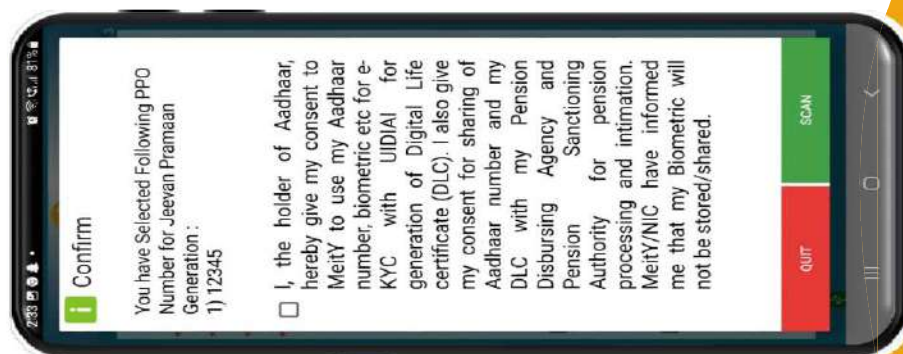 2:33
81%
Confirm
You have Selected Following PPO
Number for Jeevan Pramaan
Generation :
1) 12345
I, the holder of Aadhaar,
hereby give my consent to
MeitY to use my Aadhaar
number, biometric etc for e-
KYC with UIDIAI for
generation of Digital Life
certificate (DLC). I also give
my consent for sharing of
Aadhaar number and my
DLC with my Pension
Disbursing Agency and
Pension Sanctioning
Authority for pension
processing and intimation.
MeitY/NIC have informed
me that my Biometric will
not be stored/shared.
QUIT
SCAN